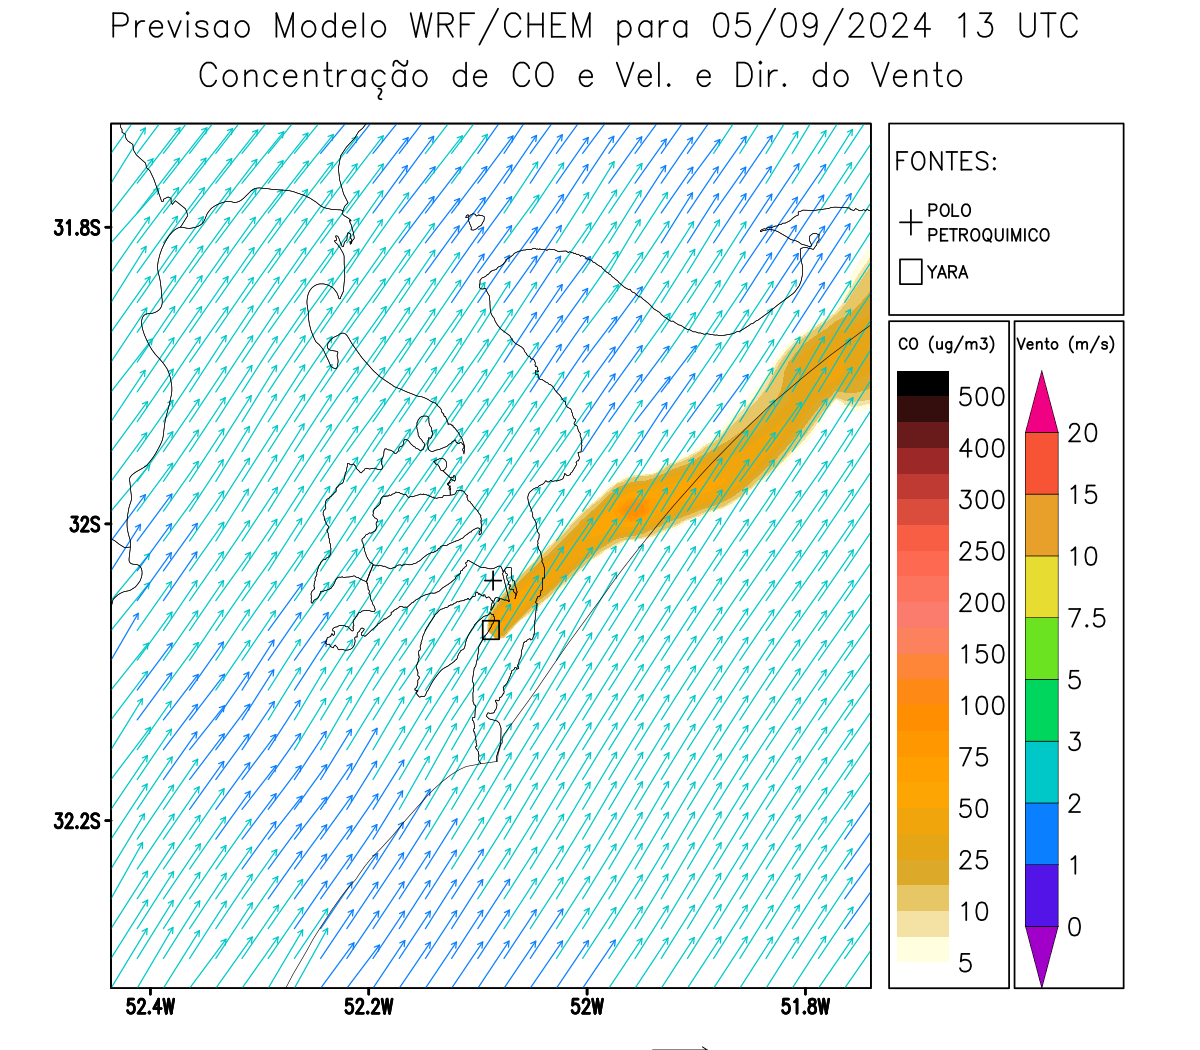 Previsao Modelo WRF/CHEM para 05/09/2024 13 UTC
Concentração de CO e Vel. e Dir. do Vento
FONTES:
POLO
PETROQUIMICO
YARA
CO (ug/m3)
500
400
300
250
200
150
100
75
50
25
10
5
Vento (m/s)
20
15
10
7.5
5
3
2
1
0
31.8S
32S
32.2S
52.4W
52.2W
52W
51.8W